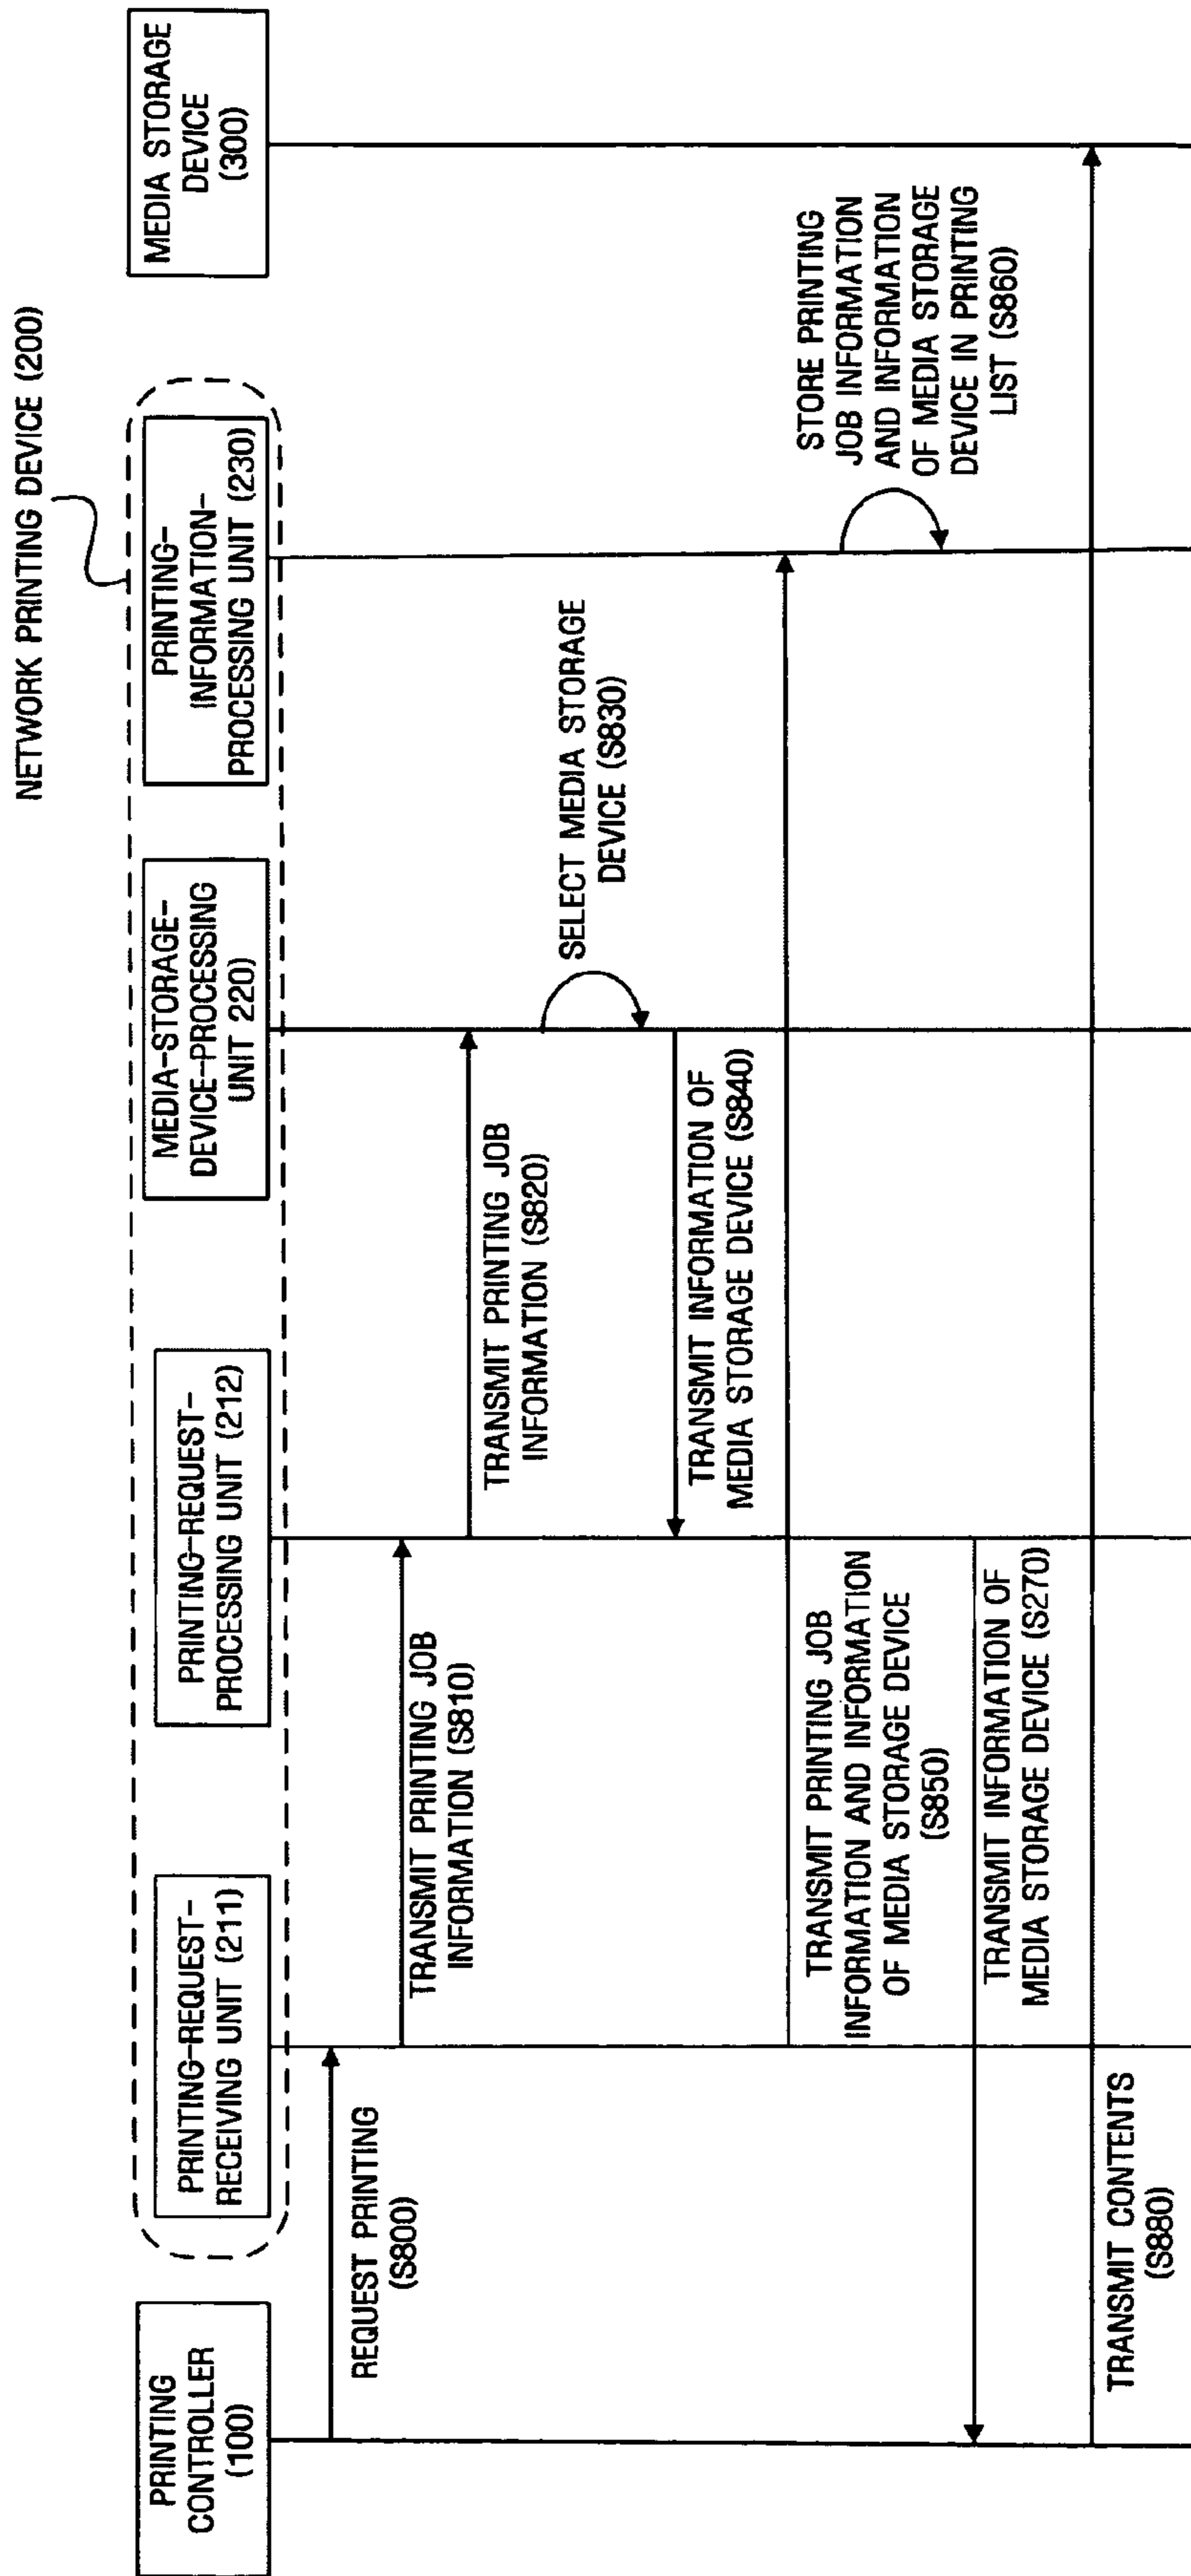 NETWORK PRINTING DEVICE (200)
PRINTING
CONTROLLER
(100)
PRINTING-REQUEST-
RECEIVING UNIT (211)
PRINTING-REQUEST-
PROCESSING UNIT (212)
MEDIA-STORAGE-
DEVICE-PROCESSING
UNIT 220)
PRINTING-
INFORMATION-
PROCESSING UNIT (230)
MEDIA STORAGE
DEVICE
(300)
REQUEST PRINTING
(S800)
TRANSMIT PRINTING JOB
INFORMATION (S810)
TRANSMIT PRINTING JOB
INFORMATION (S820)
SELECT MEDIA STORAGE
DEVICE (S830)
TRANSMIT INFORMATION OF
MEDIA STORAGE DEVICE (S840)
TRANSMIT PRINTING JOB
INFORMATION AND INFORMATION
OF MEDIA STORAGE DEVICE
(S850)
STORE PRINTING
JOB INFORMATION
AND INFORMATION
OF MEDIA STORAGE
DEVICE IN PRINTING
LIST (S860)
TRANSMIT INFORMATION OF
MEDIA STORAGE DEVICE (S270)
TRANSMIT CONTENTS
(S880)